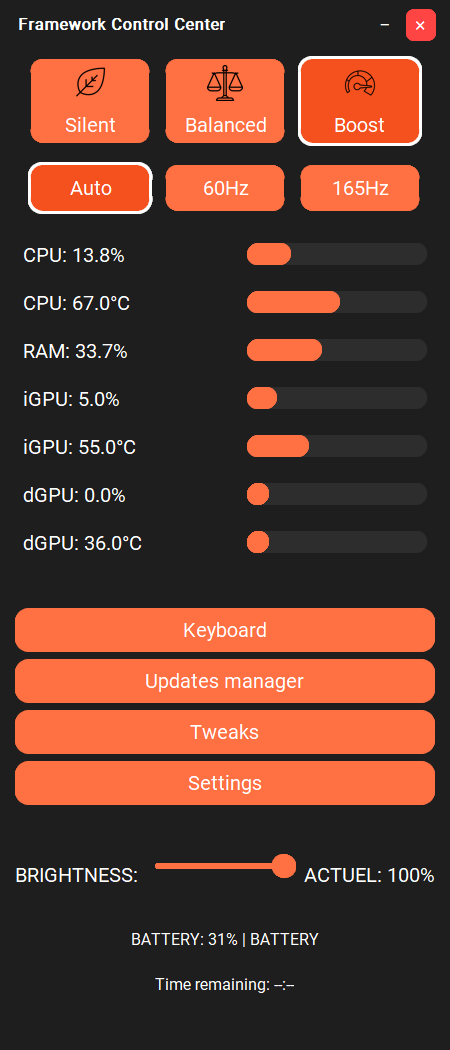 Framework Control Center
Silent Balanced Boost
Auto 60Hz 165Hz
CPU: 13.8%
CPU: 67.0°C
RAM: 33.7%
iGPU: 5.0%
iGPU: 55.0°C
dGPU: 0.0%
dGPU: 36.0°C
Keyboard
Updates manager
Tweaks
Settings
BRIGHTNESS: ACTUEL: 100%
BATTERY: 31% | BATTERY
Time remaining: --:--